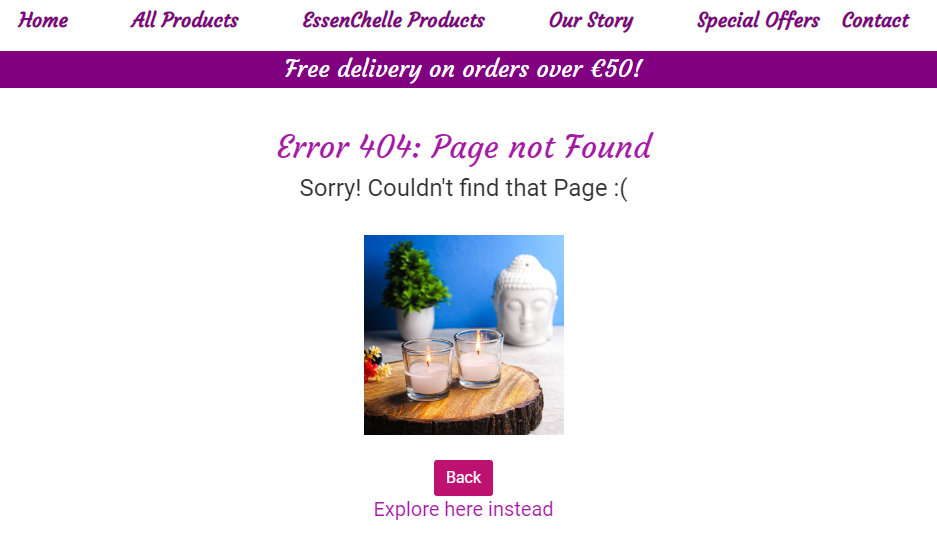 Home All Products EssenChelle Products Our Story Special Offers Contact
Free delivery on orders over €50!
Error 404: Page not Found
Sorry! Couldn't find that Page :(
Back
Explore here instead